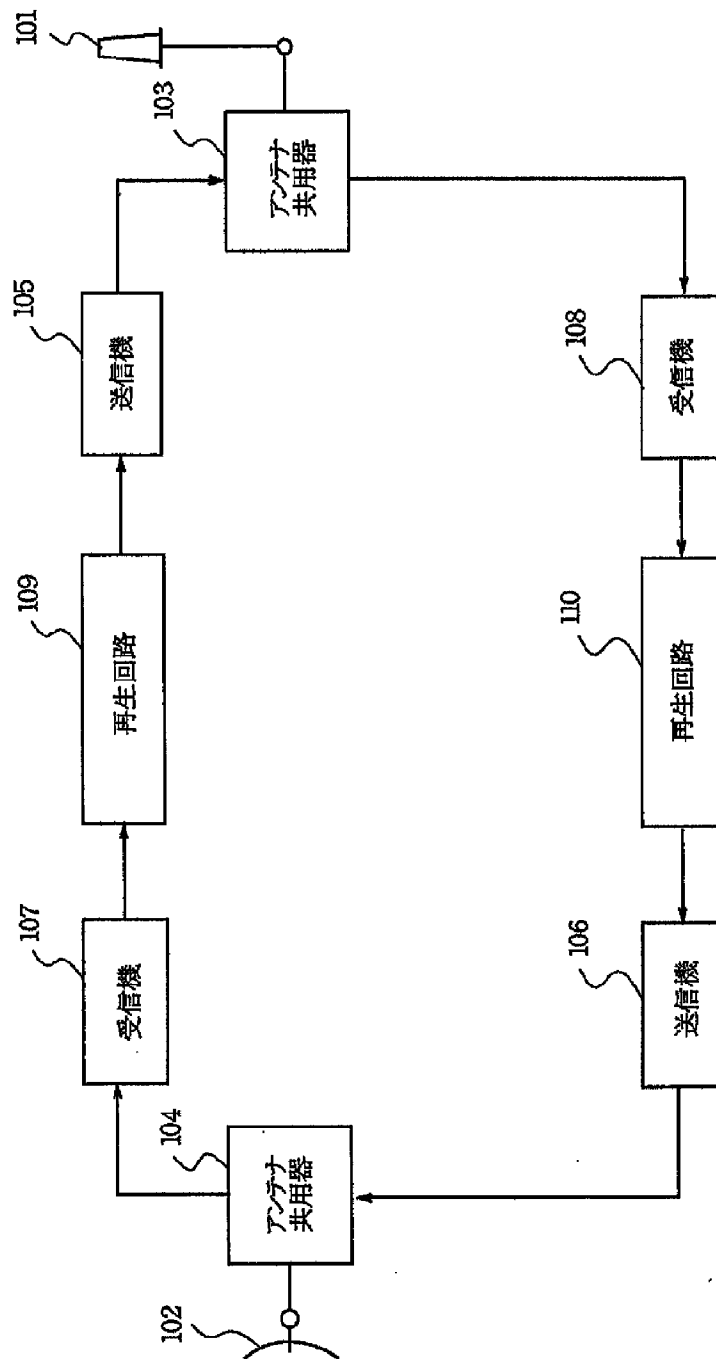 102
104
アンテナ
共用器
107
受信機
109
再生回路
105
送信機
101
103
アンテナ
共用器
106
送信機
110
再生回路
108
受信機